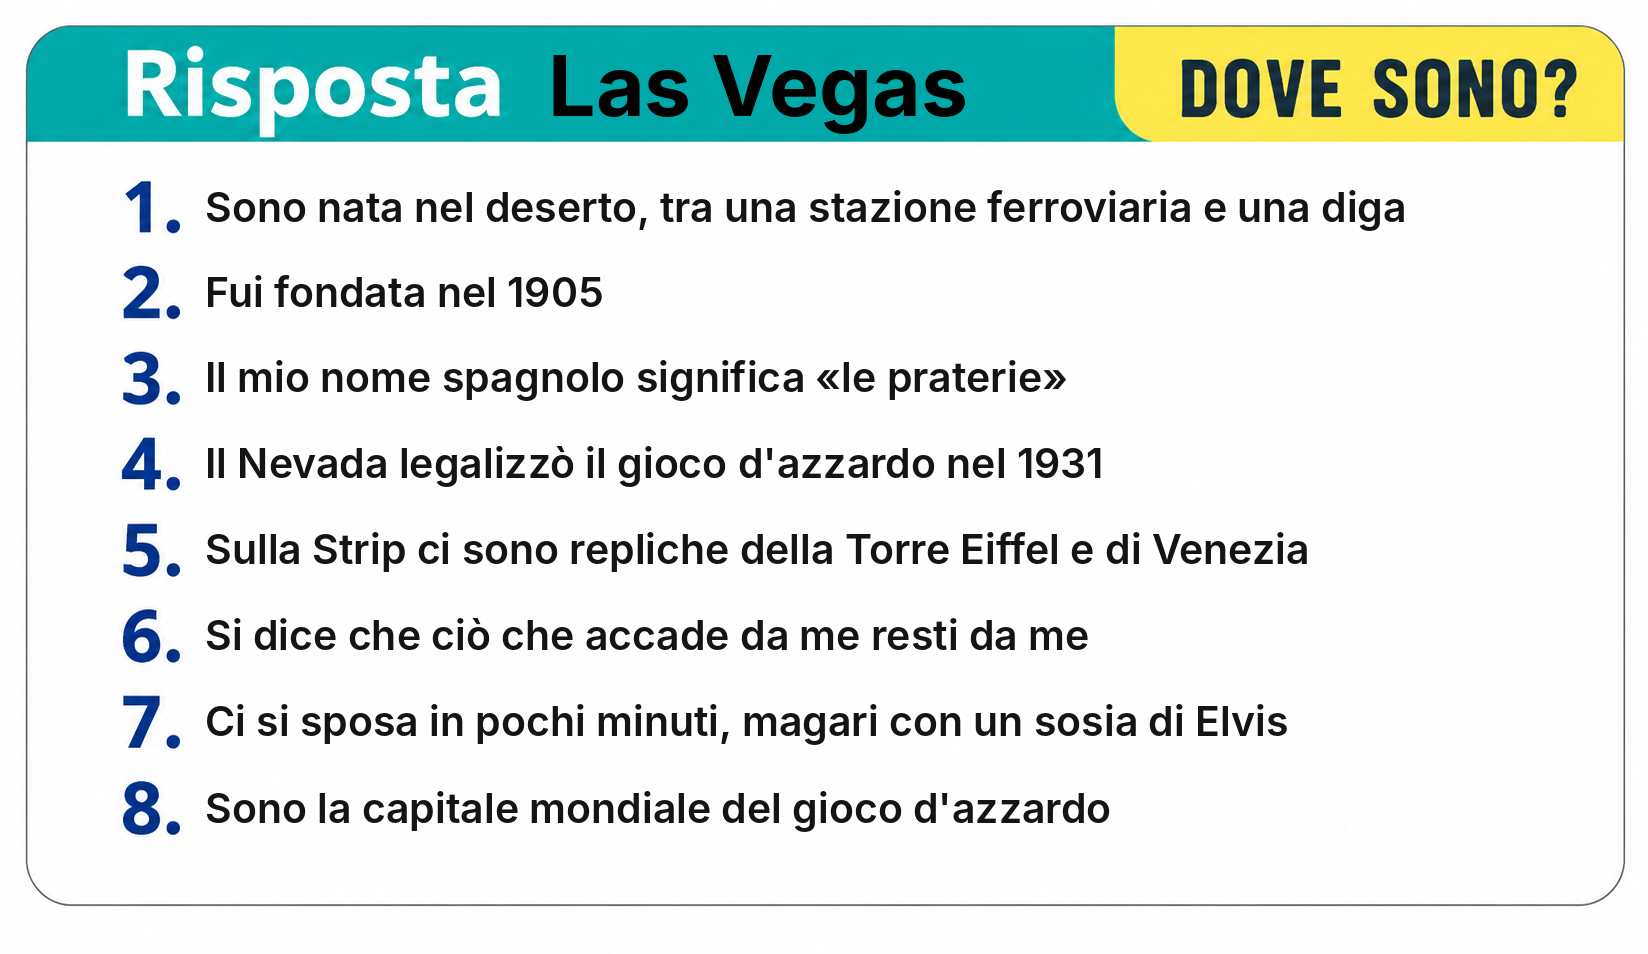 Risposta Las Vegas
DOVE SONO?
1. Sono nata nel deserto, tra una stazione ferroviaria e una diga
2. Fui fondata nel 1905
3. Il mio nome spagnolo significa «le praterie»
4. Il Nevada legalizzò il gioco d'azzardo nel 1931
5. Sulla Strip ci sono repliche della Torre Eiffel e di Venezia
6. Si dice che ciò che accade da me resti da me
7. Ci si sposa in pochi minuti, magari con un sosia di Elvis
8. Sono la capitale mondiale del gioco d'azzardo